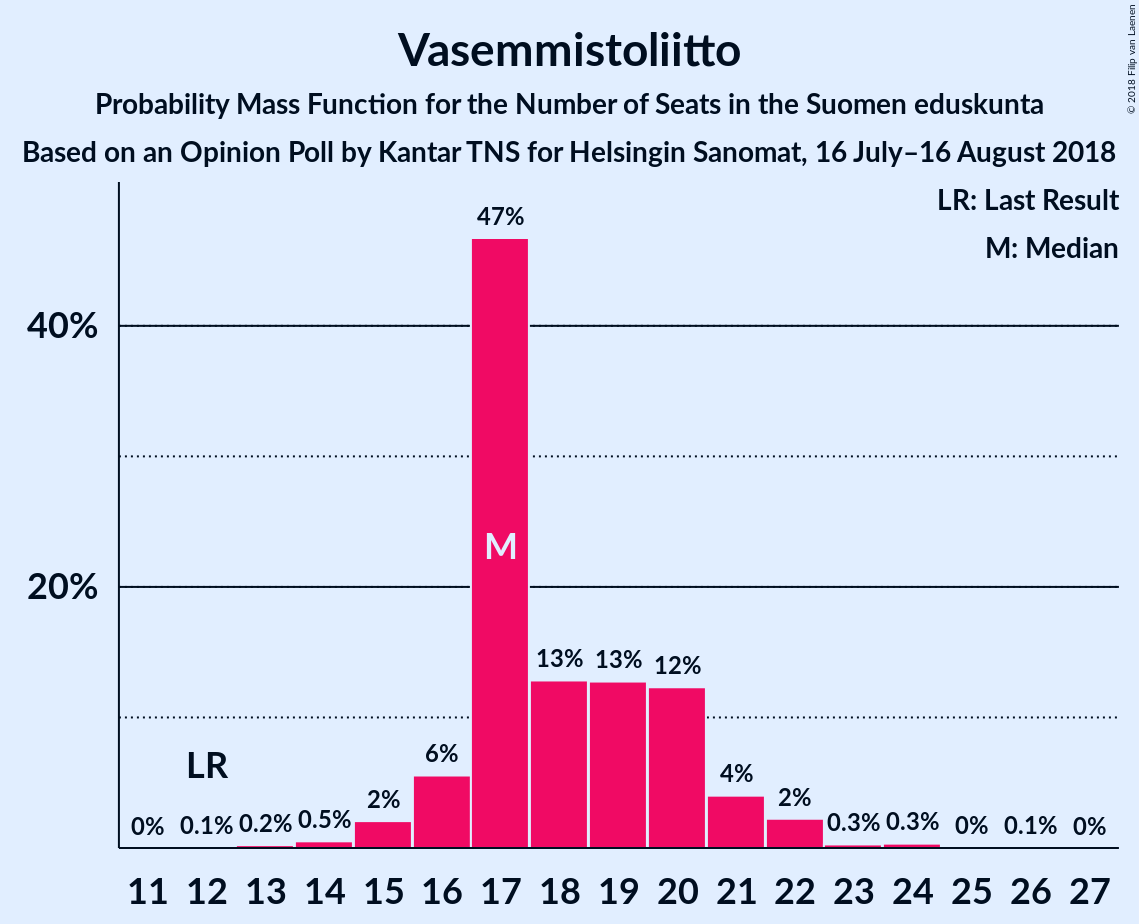 Vasemmistoliitto
Probability Mass Function for the Number of Seats in the Suomen eduskunta
Based on an Opinion Poll by Kantar TNS for Helsingin Sanomat, 16 July–16 August 2018
© 2018 Filip van Laenen
LR: Last Result
M: Median
47%
40%
M
20%
13% 13% 12%
6%
LR
4%
2% 2%
0% 0.1% 0.2% 0.5% 0.3% 0.3% 0% 0.1% 0%
11 12 13 14 15 16 17 18 19 20 21 22 23 24 25 26 27